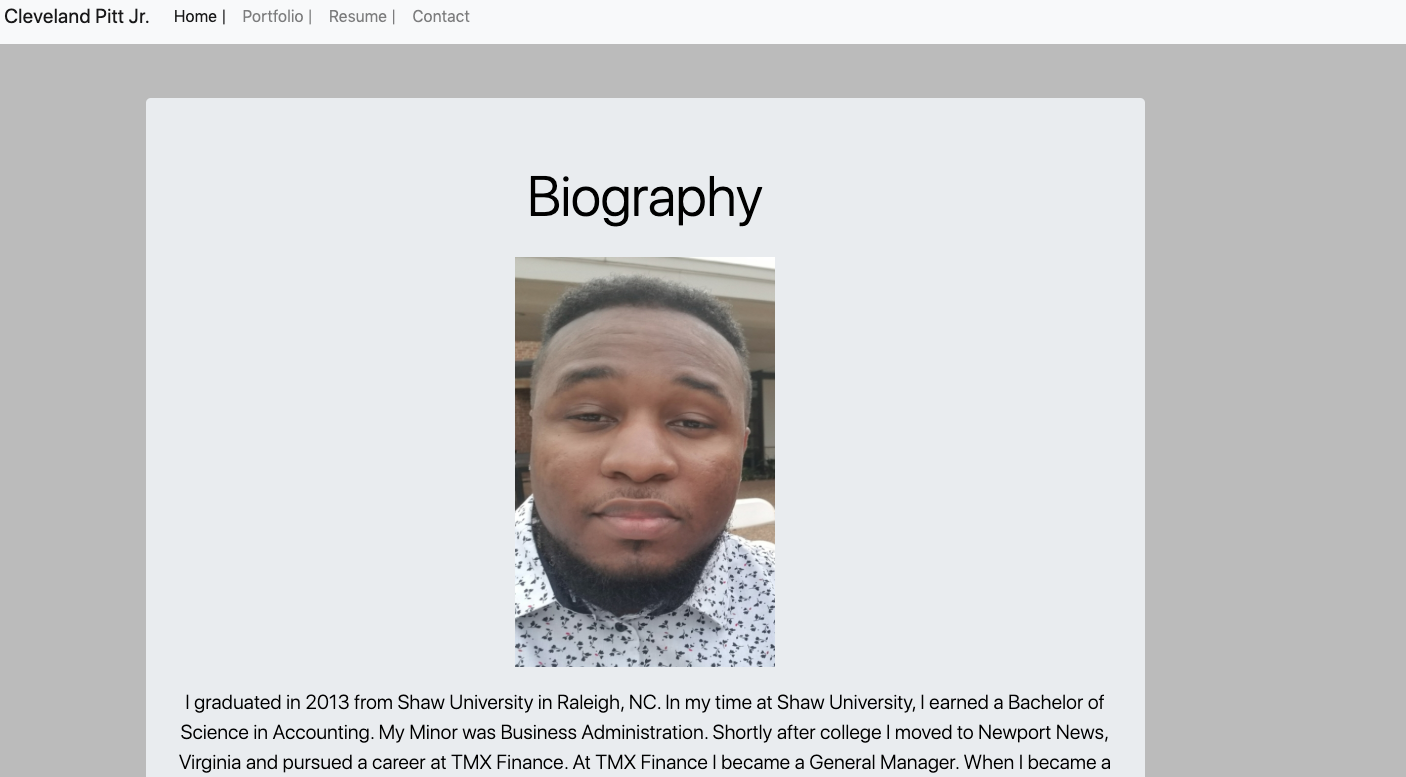 Cleveland Pitt Jr. Home | Portfolio | Resume | Contact
Biography
I graduated in 2013 from Shaw University in Raleigh, NC. In my time at Shaw University, I earned a Bachelor of
Science in Accounting. My Minor was Business Administration. Shortly after college I moved to Newport News,
Virginia and pursued a career at TMX Finance. At TMX Finance I became a General Manager. When I became a